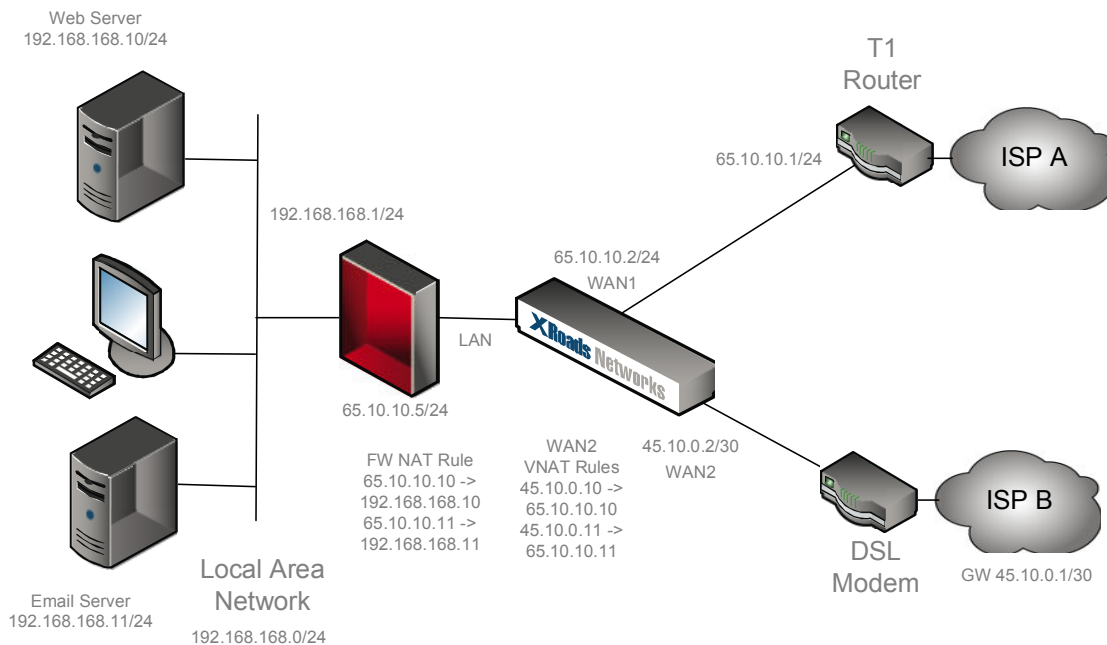 Web Server
192.168.168.10/24
T1
Router
65.10.10.1/24
ISP A
192.168.168.1/24
65.10.10.2/24
WAN1
LAN
XRoads Networks
65.10.10.5/24
FW NAT Rule
65.10.10.10 ->
192.168.168.10
65.10.10.11 ->
192.168.168.11
WAN2
VNAT Rules
45.10.0.10 ->
65.10.10.10
45.10.0.11 ->
65.10.10.11
45.10.0.2/30
WAN2
ISP B
DSL
Modem
GW 45.10.0.1/30
Local Area
Network
192.168.168.0/24
Email Server
192.168.168.11/24